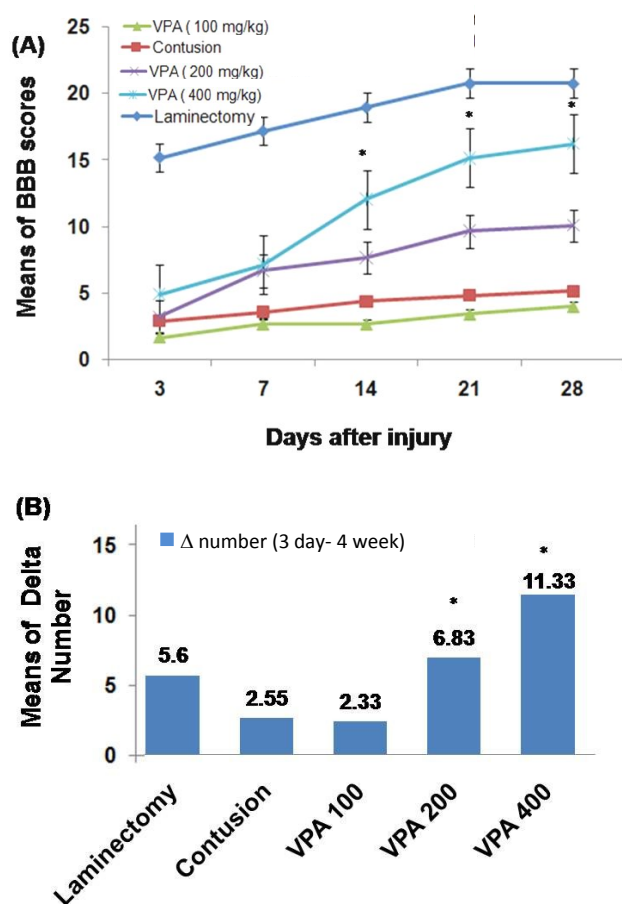 (A)
25
20
15
10
5
0
VPA ( 100 mg/kg)
Contusion
VPA ( 200 mg/kg)
VPA ( 400 mg/kg)
Laminectomy
*
*
*
Means of BBB scores
3 7 14 21 28
Days after injury
(B)
Δ number (3 day- 4 week)
15
10
5
0
Means of Delta
Number
5.6
2.55
2.33
*
6.83
*
11.33
Laminectomy
Contusion
VPA 100
VPA 200
VPA 400